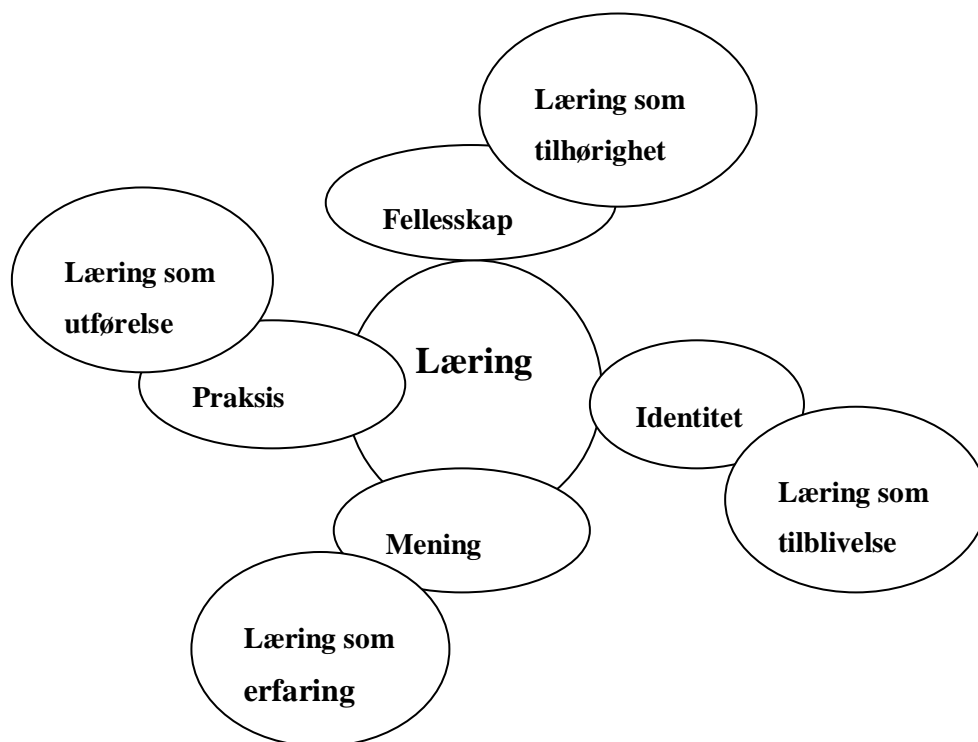 Læring som
tilhørighet
Fellesskap
Læring som
utførelse
Praksis
Læring
Identitet
Læring som
tilblivelse
Mening
Læring som
erfaring